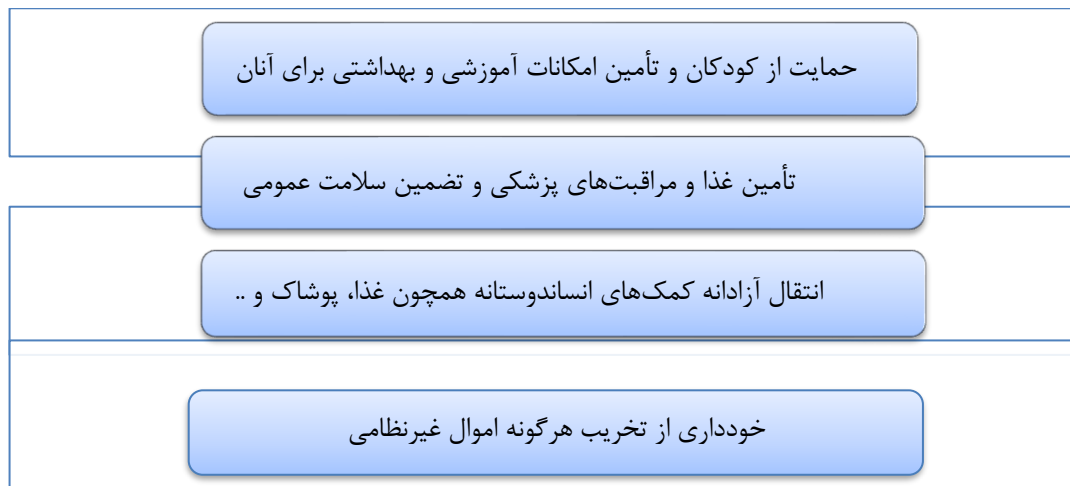 حمایت از کودکان و تأمین امکانات آموزشی و بهداشتی برای آنان
تأمین غذا و مراقبت‌های پزشکی و تضمین سلامت عمومی
انتقال آزادانه کمک‌های انساندوستانه همچون غذا، پوشاک و ..
خودداری از تخریب هرگونه اموال غیرنظامی